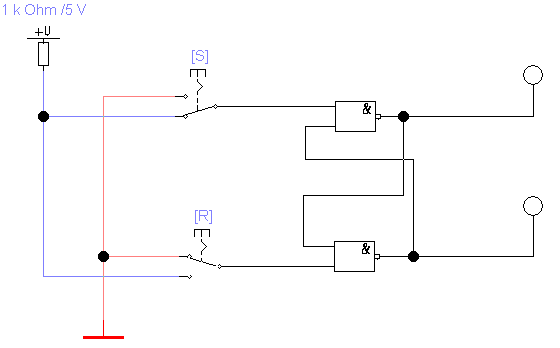 1 k Ohm /5 V
+U
[S]
&
[R]
&